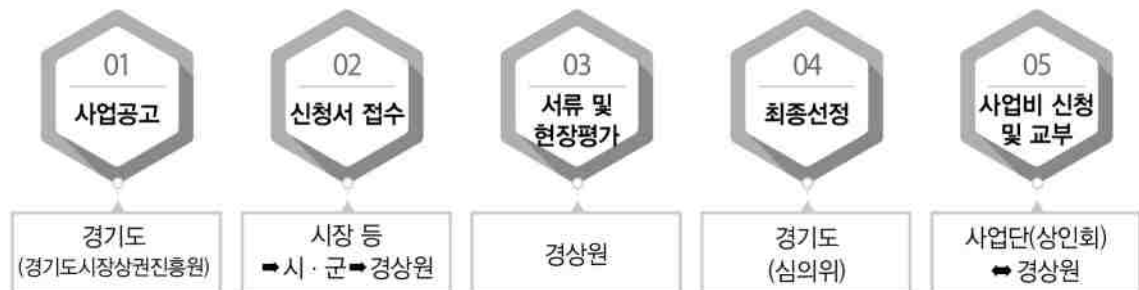 01
사업공고
경기도
(경기도시장상권진흥원)
02
신청서 접수
시장 등
➡시 · 군➡경상원
03
서류 및
현장평가
경상원
04
최종선정
경기도
(심의위)
05
사업비 신청
및 교부
사업단(상인회)
⬌ 경상원